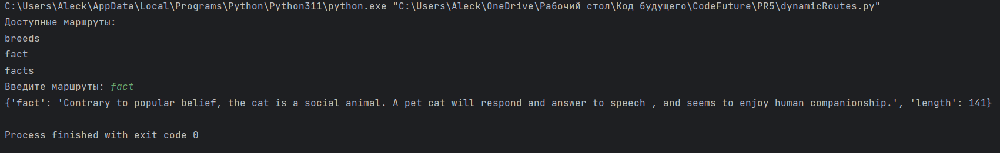 C:\Users\Aleck\AppData\Local\Programs\Python\Python311\python.exe "C:\Users\Aleck\OneDrive\Рабочий стол\Код будущего\CodeFuture\PR5\dynamicRoutes.py"
Доступные маршруты:
breeds
fact
facts
Введите маршруты: fact
{'fact': 'Contrary to popular belief, the cat is a social animal. A pet cat will respond and answer to speech , and seems to enjoy human companionship.', 'length': 141}
Process finished with exit code 0